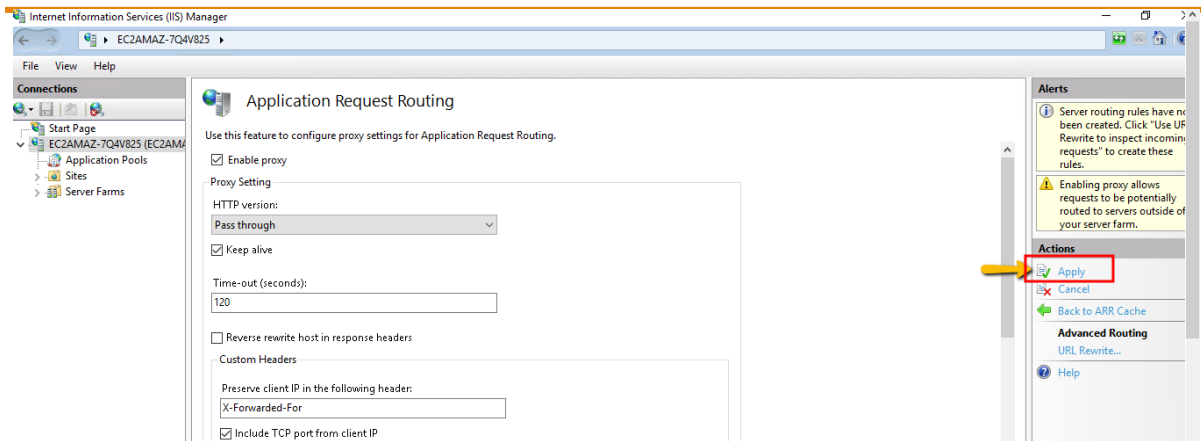 Internet Information Services (IIS) Manager
EC2AMAZ-7Q4V825
File View Help
Connections
Start Page
EC2AMAZ-7Q4V825 (EC2AMA
Application Pools
Sites
Server Farms
Application Request Routing
Use this feature to configure proxy settings for Application Request Routing.
Enable proxy
Proxy Setting
HTTP version:
Pass through
Keep alive
Time-out (seconds):
120
Reverse rewrite host in response headers
Custom Headers
Preserve client IP in the following header:
X-Forwarded-For
Include TCP port from client IP
Alerts
Server routing rules have no
been created. Click "Use UR
Rewrite to inspect incoming
requests" to create these
rules.
Enabling proxy allows
requests to be potentially
routed to servers outside of
your server farm.
Actions
Apply
Cancel
Back to ARR Cache
Advanced Routing
URL Rewrite...
Help